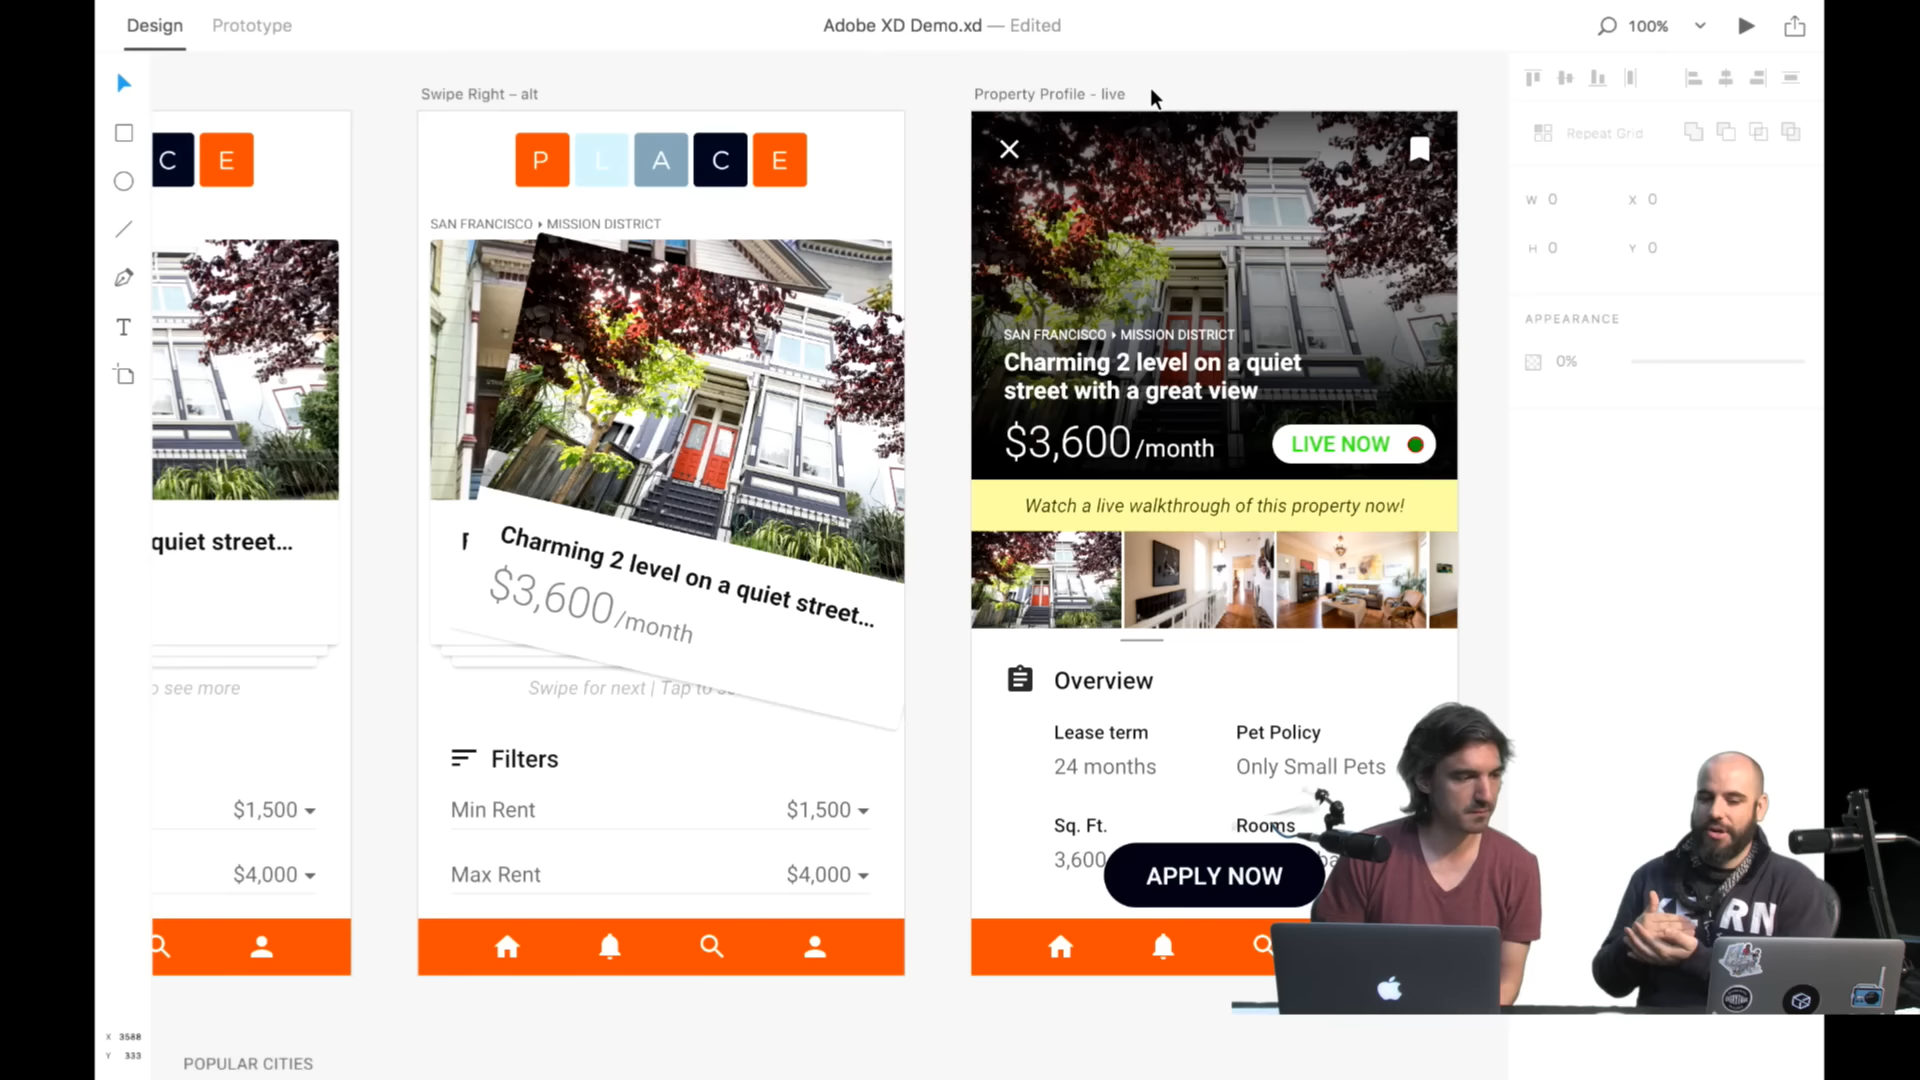 Design
Prototype
Adobe XD Demo.xd — Edited
100%
Swipe Right – alt
Property Profile - live
Repeat Grid
W 0
X 0
H 0
Y 0
APPEARANCE
0%
C E
quiet street...
o see more
$1,500
$4,000
P L A C E
SAN FRANCISCO ▸ MISSION DISTRICT
Charming 2 level on a quiet street...
$3,600/month
Swipe for next | Tap to
Filters
Min Rent
$1,500
Max Rent
$4,000
SAN FRANCISCO ▸ MISSION DISTRICT
Charming 2 level on a quiet
street with a great view
$3,600/month
LIVE NOW
Watch a live walkthrough of this property now!
Overview
Lease term
Pet Policy
24 months
Only Small Pets
Sq. Ft.
Rooms
3,600
APPLY NOW
X 3588
Y 333
POPULAR CITIES